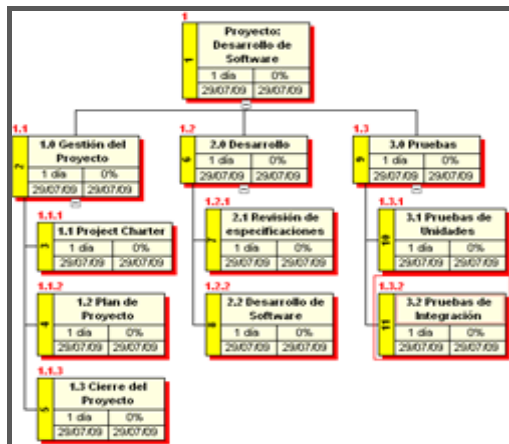 1
Proyecto:
Desarrollo de
Software
1
1 día 0%
29/07/09 29/07/09
1.1
1.0 Gestión del
Proyecto
2
1 día 0%
29/07/09 29/07/09
1.2
2.0 Desarrollo
6
1 día 0%
29/07/09 29/07/09
1.3
3.0 Pruebas
9
1 día 0%
29/07/09 29/07/09
1.1.1
1.1 Project Charter
3
1 día 0%
29/07/09 29/07/09
1.2.1
2.1 Revisión de
especificaciones
7
1 día 0%
29/07/09 29/07/09
1.3.1
3.1 Pruebas de
Unidades
10
1 día 0%
29/07/09 29/07/09
1.1.2
1.2 Plan de
Proyecto
4
1 día 0%
29/07/09 29/07/09
1.2.2
2.2 Desarrollo de
Software
8
1 día 0%
29/07/09 29/07/09
1.3.2
3.2 Pruebas de
Integración
11
1 día 0%
29/07/09 29/07/09
1.1.3
1.3 Cierre del
Proyecto
5
1 día 0%
29/07/09 29/07/09